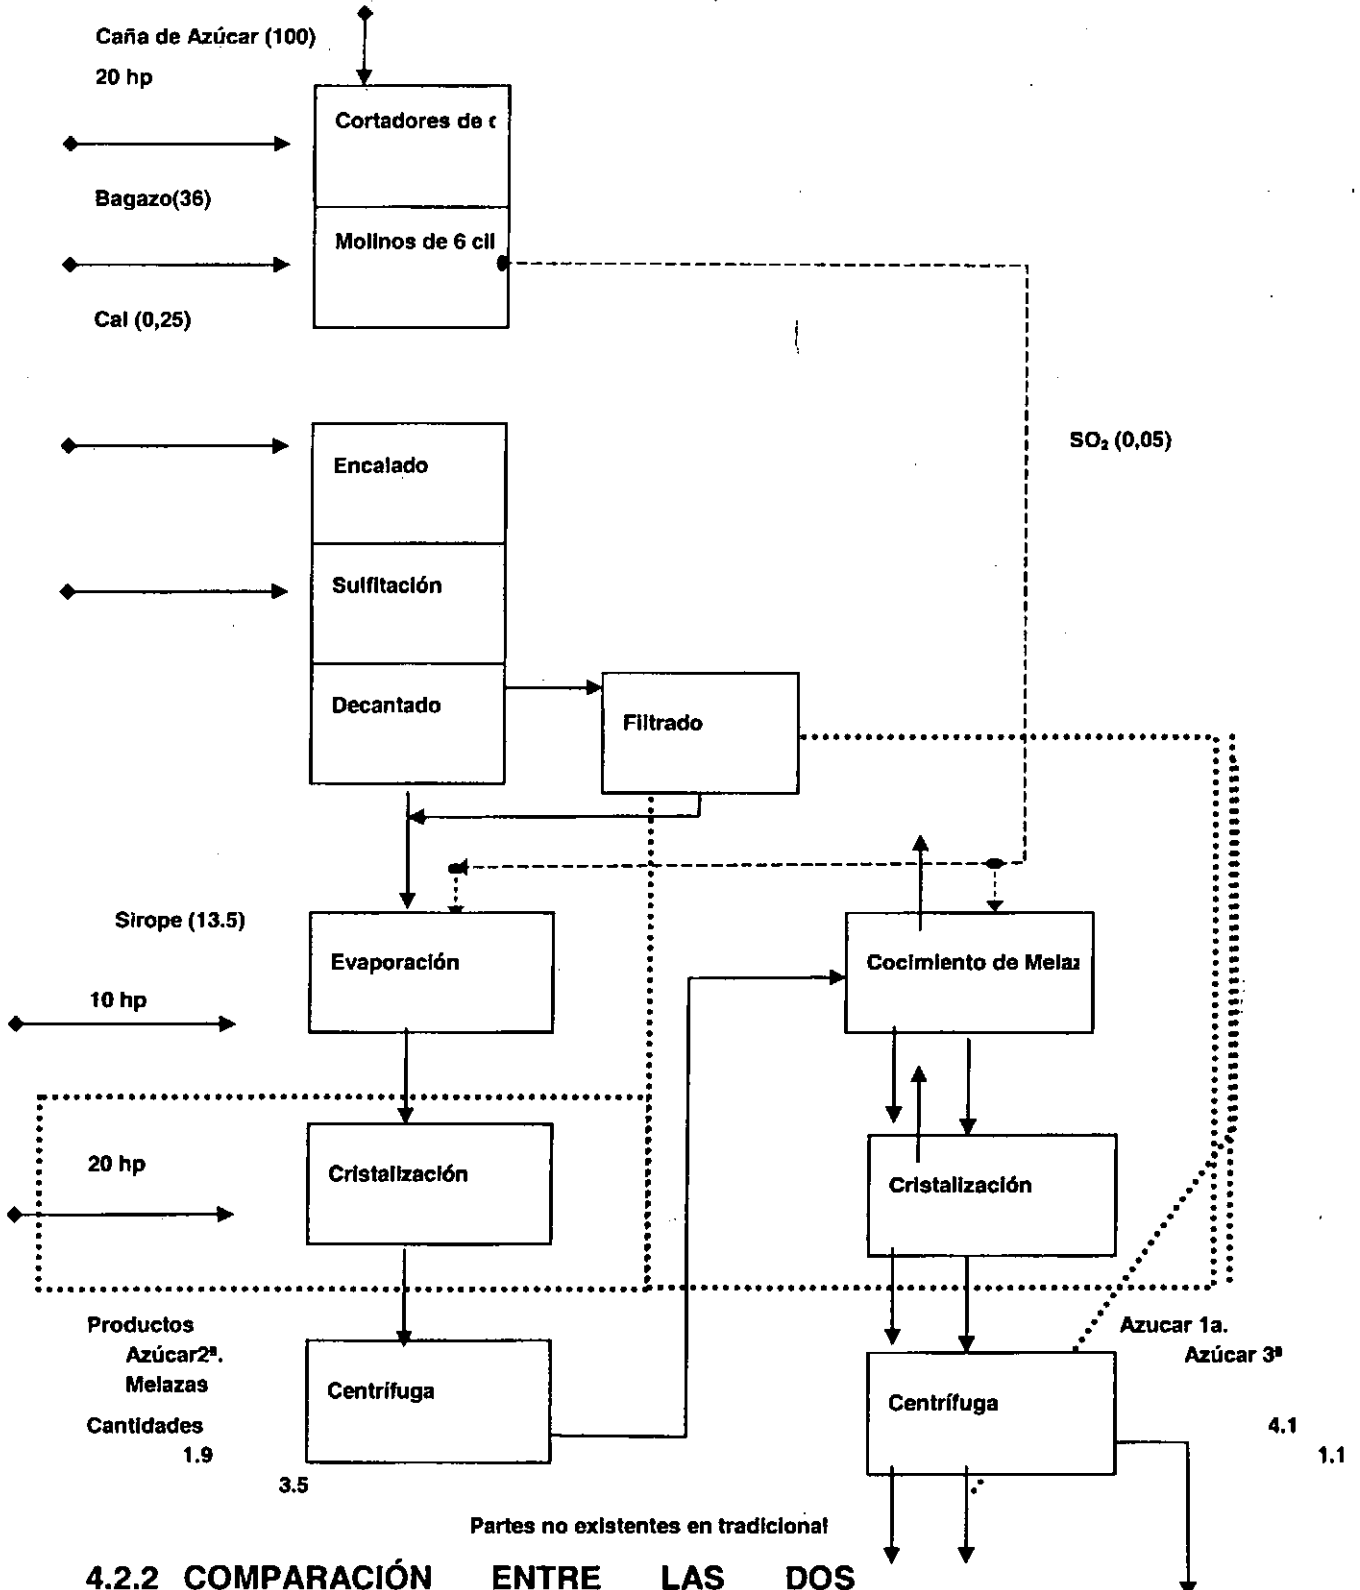 Caña de Azúcar (100)
20 hp
Cortadores de c
Bagazo(36)
Molinos de 6 cil
Cal (0,25)
SO₂ (0,05)
Encalado
Sulfitación
Decantado
Filtrado
Sirope (13.5)
Evaporación
Cocimiento de Melaz
10 hp
20 hp
Cristalización
Cristalización
Productos
Azúcar2ª.
Melazas
Azucar 1a.
Azúcar 3ª
Centrífuga
Centrífuga
Cantidades
1.9
3.5
4.1
1.1
Partes no existentes en tradicional
4.2.2 COMPARACIÓN ENTRE LAS DOS